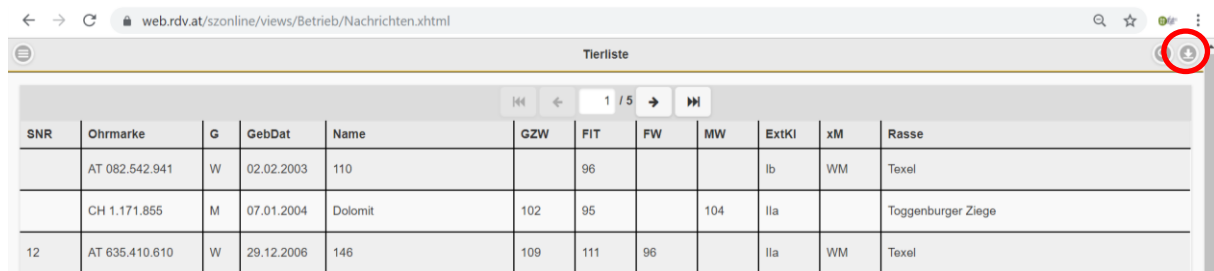 web.rdv.at/szonline/views/Betrieb/Nachrichten.xhtml
Tierliste
1 / 5
SNR Ohrmarke G GebDat Name GZW FIT FW MW ExtKl xM Rasse
AT 082.542.941 W 02.02.2003 110 96 Ib WM Texel
CH 1.171.855 M 07.01.2004 Dolomit 102 95 104 IIa Toggenburger Ziege
12 AT 635.410.610 W 29.12.2006 146 109 111 96 IIa WM Texel